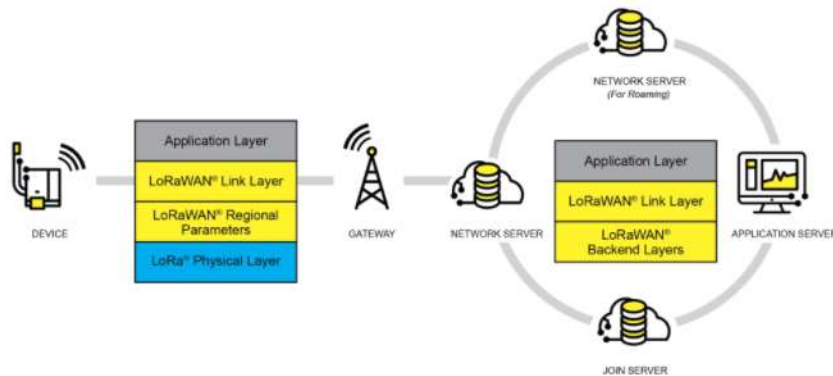 NETWORK SERVER
(For Roaming)
Application Layer
LoRaWAN® Link Layer
LoRaWAN® Regional
Parameters
LoRa® Physical Layer
Application Layer
LoRaWAN® Link Layer
LoRaWAN®
Backend Layers
DEVICE
GATEWAY
NETWORK SERVER
APPLICATION SERVER
JOIN SERVER